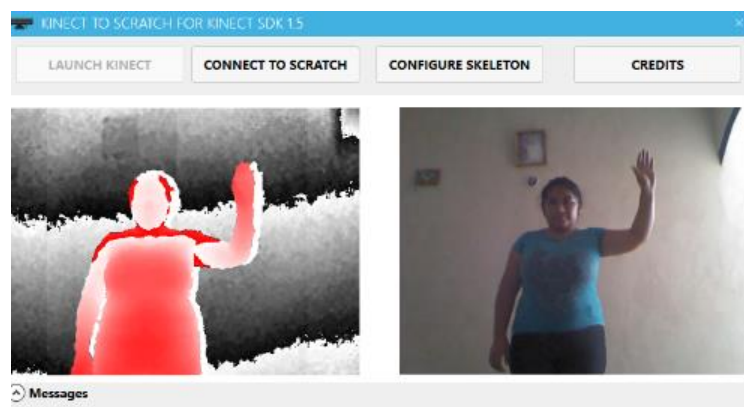 KINECT TO SCRATCH FOR KINECT SDK 1.5
LAUNCH KINECT CONNECT TO SCRATCH CONFIGURE SKELETON CREDITS
Messages